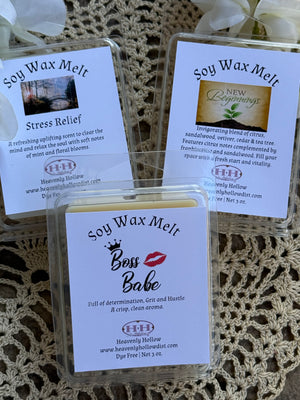 Soy Wax Melt
Stress Relief
A refreshing uplifting scent to clear the
mind and relax the soul with soft notes
of mint and floral blooms.
H·H
Heavenly Hollow
www.heavenlyhollowdist.com
Dye Free | Net 3 oz.
Soy Wax Melt
NEW
Beginnings
Invigorating blend of citrus,
sandalwood, vetiver, cedar & tea tree.
Features citrus notes complemented by
frankincense and sandalwood. Fill your
space with a fresh start and vitality.
H·H
Heavenly Hollow
www.heavenlyhollowdist.com
Dye Free | Net 3 oz.
Soy Wax Melt
Boss
Babe
Full of determination, Grit and Hustle
A crisp, clean aroma.
H·H
Heavenly Hollow
www.heavenlyhollowdist.com
Dye Free | Net 3 oz.